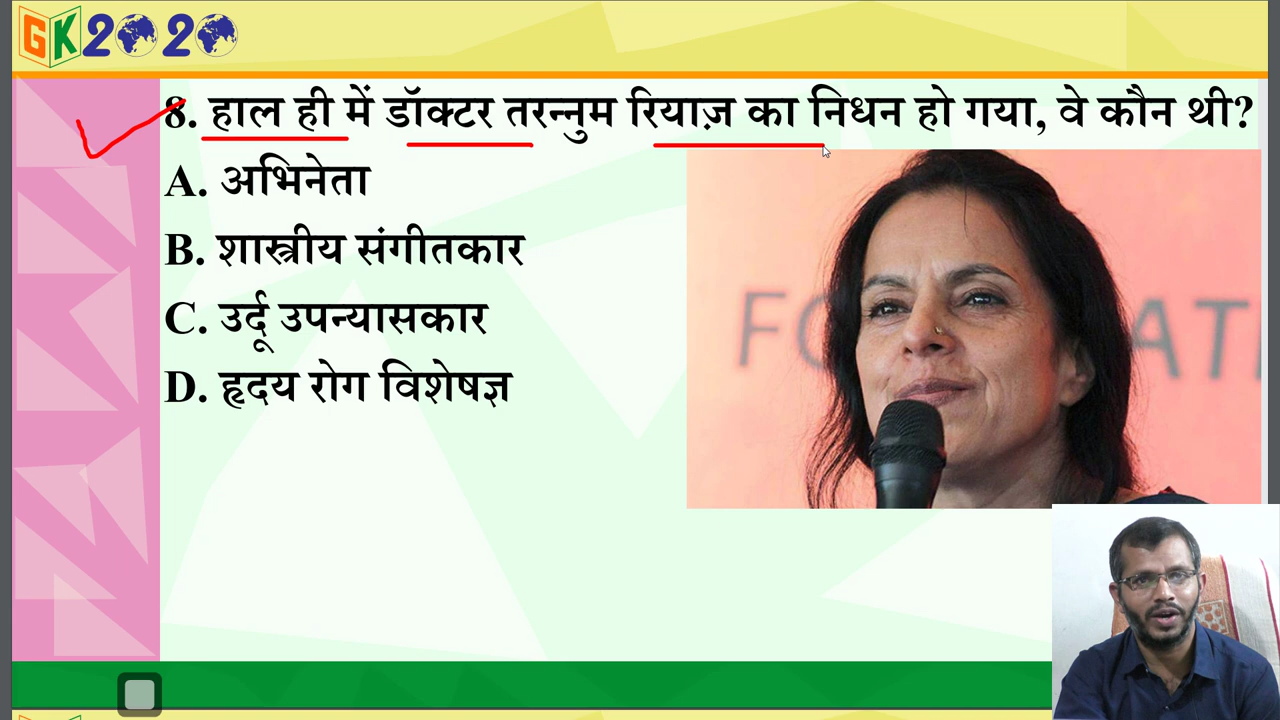 GK2020
8. हाल ही में डॉक्टर तरन्नुम रियाज़ का निधन हो गया, वे कौन थी?
A. अभिनेता
B. शास्त्रीय संगीतकार
C. उर्दू उपन्यासकार
D. हृदय रोग विशेषज्ञ